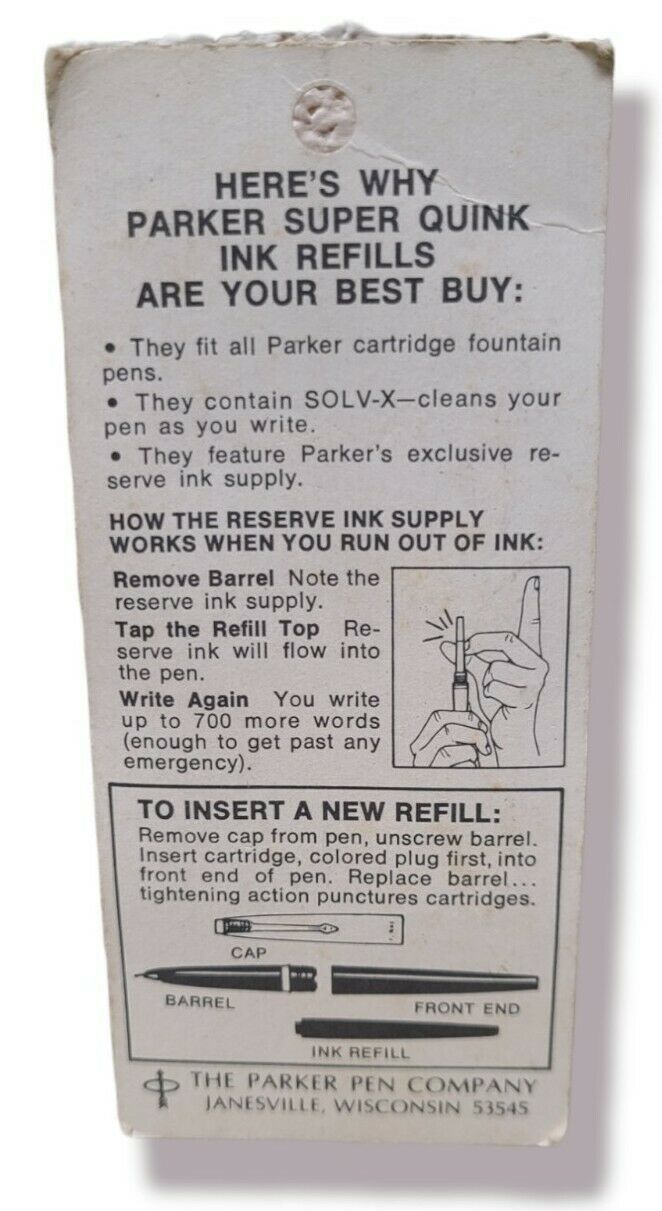 HERE'S WHY
PARKER SUPER QUINK
INK REFILLS
ARE YOUR BEST BUY:
• They fit all Parker cartridge fountain
pens.
• They contain SOLV-X—cleans your
pen as you write.
• They feature Parker's exclusive re-
serve ink supply.
HOW THE RESERVE INK SUPPLY
WORKS WHEN YOU RUN OUT OF INK:
Remove Barrel Note the
reserve ink supply.
Tap the Refill Top Re-
serve ink will flow into
the pen.
Write Again You write
up to 700 more words
(enough to get past any
emergency).
TO INSERT A NEW REFILL:
Remove cap from pen, unscrew barrel.
Insert cartridge, colored plug first, into
front end of pen. Replace barrel...
tightening action punctures cartridges.
CAP
BARREL
FRONT END
INK REFILL
THE PARKER PEN COMPANY
JANESVILLE, WISCONSIN 53545